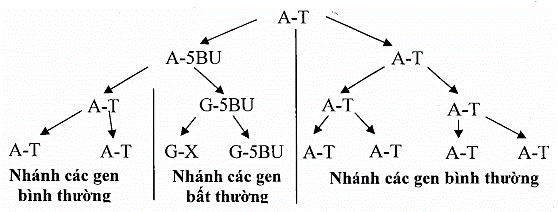 A-T
A-5BU
A-T
A-T
G-5BU
A-T
A-T
A-T
A-T
G-X
G-5BU
A-T
A-T
A-T
A-T
Nhánh các gen
bình thường
Nhánh các gen
bất thường
Nhánh các gen bình thường